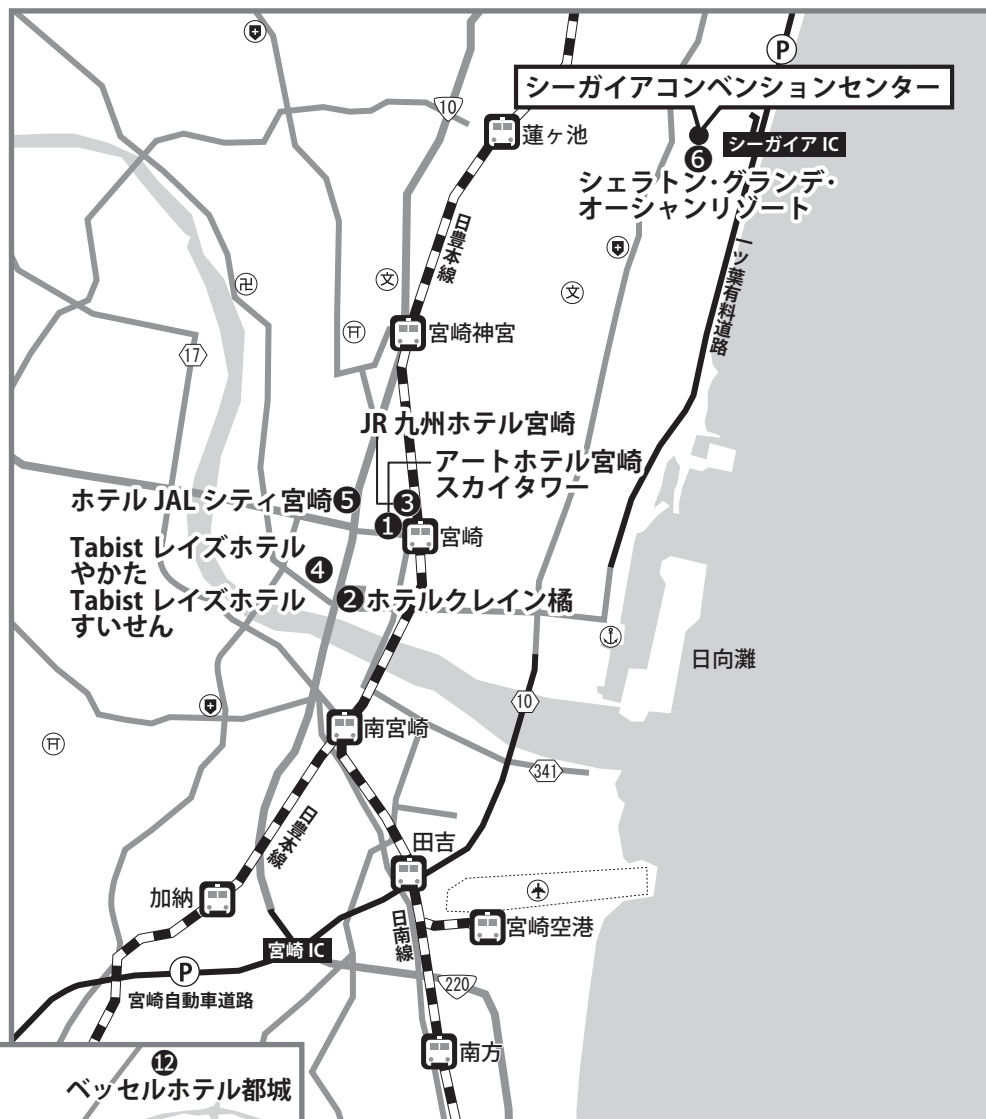 P
シーガイアコンベンションセンター
10
蓮ヶ池
シーガイア IC
❻
シェラトン・グランデ・
オーシャンリゾート
日豊本線
文
文
卍
一ツ葉有料道路
宮崎神宮
17
JR 九州ホテル宮崎
アートホテル宮崎
スカイタワー
ホテル JAL シティ宮崎❺
❸
❶
宮崎
Tabist レイズホテル
やかた
❹
Tabist レイズホテル
すいせん
❷ホテルクレイン橘
日向灘
10
南宮崎
341
日豊本線
田吉
加納
日南線
宮崎空港
宮崎 IC
P
宮崎自動車道路
220
南方
⓬
ベッセルホテル都城